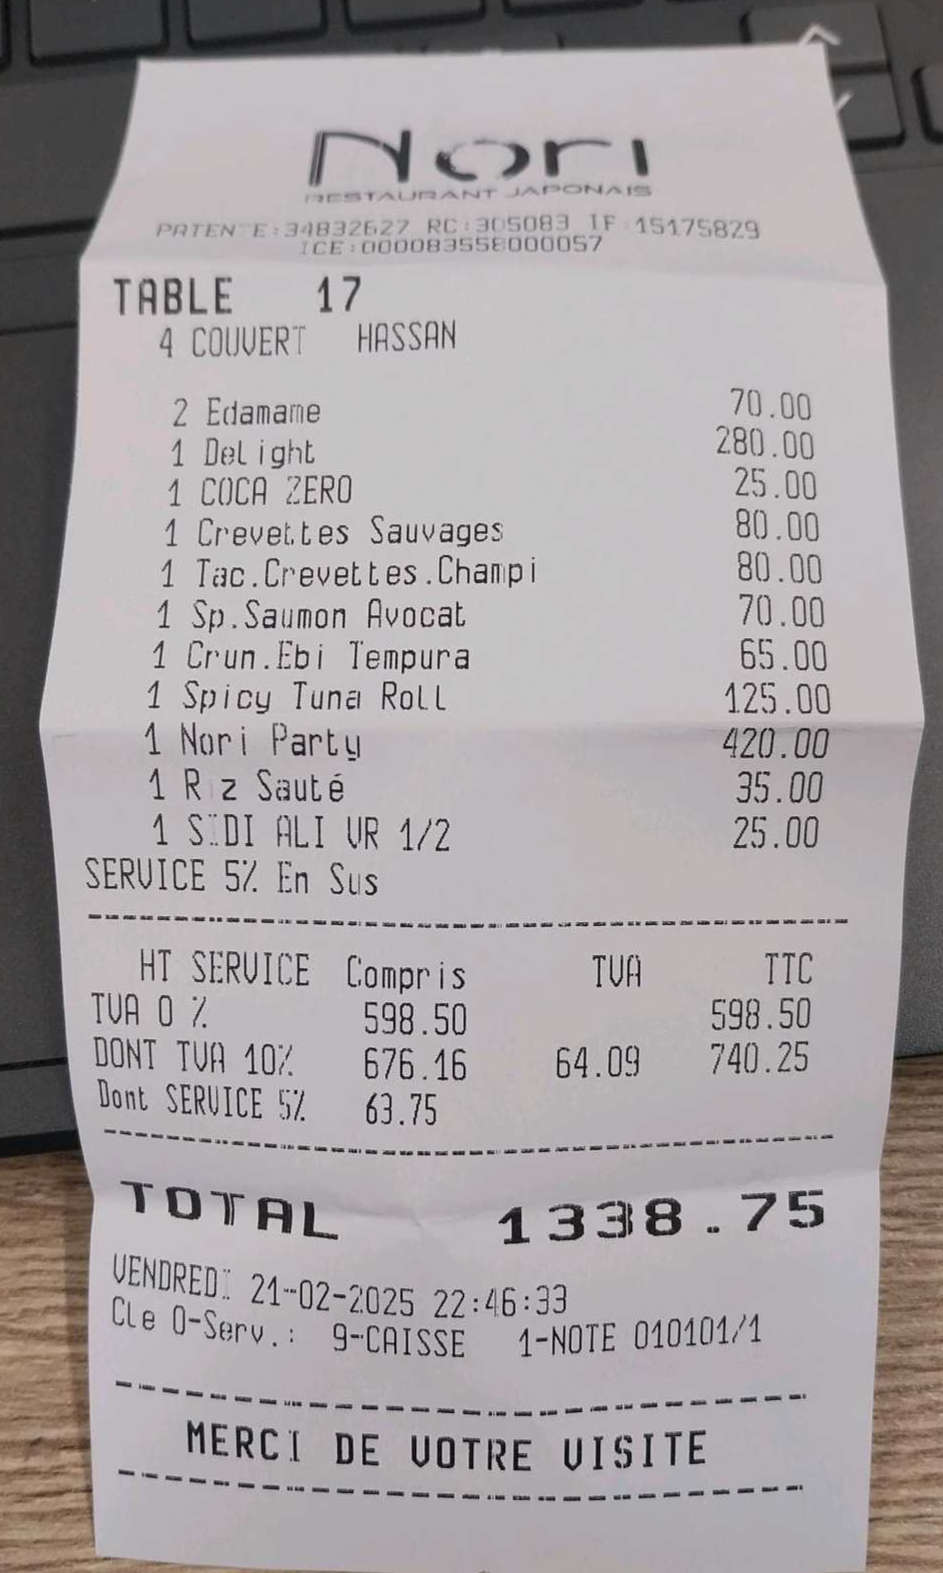 Nori
RESTAURANT JAPONAIS
PATENTE:34832627 RC:305083 IF 15175829
ICE:000083558000057
TABLE 17
4 COUVERT HASSAN
2 Edamame 70.00
1 DeLight 280.00
1 COCA ZERO 25.00
1 Crevettes Sauvages 80.00
1 Tac.Crevettes.Champi 80.00
1 Sp.Saumon Avocat 70.00
1 Crun.Ebi Tempura 65.00
1 Spicy Tuna Roll 125.00
1 Nori Party 420.00
1 Riz Sauté 35.00
1 SIDI ALI VR 1/2 25.00
SERVICE 5% En Sus
HT SERVICE Compris TVA TTC
TVA 0 % 598.50 598.50
DONT TVA 10% 676.16 64.09 740.25
Dont SERVICE 5% 63.75
TOTAL 1338.75
VENDREDI 21-02-2025 22:46:33
Cle 0-Serv.: 9-CAISSE 1-NOTE 010101/1
MERCI DE VOTRE VISITE